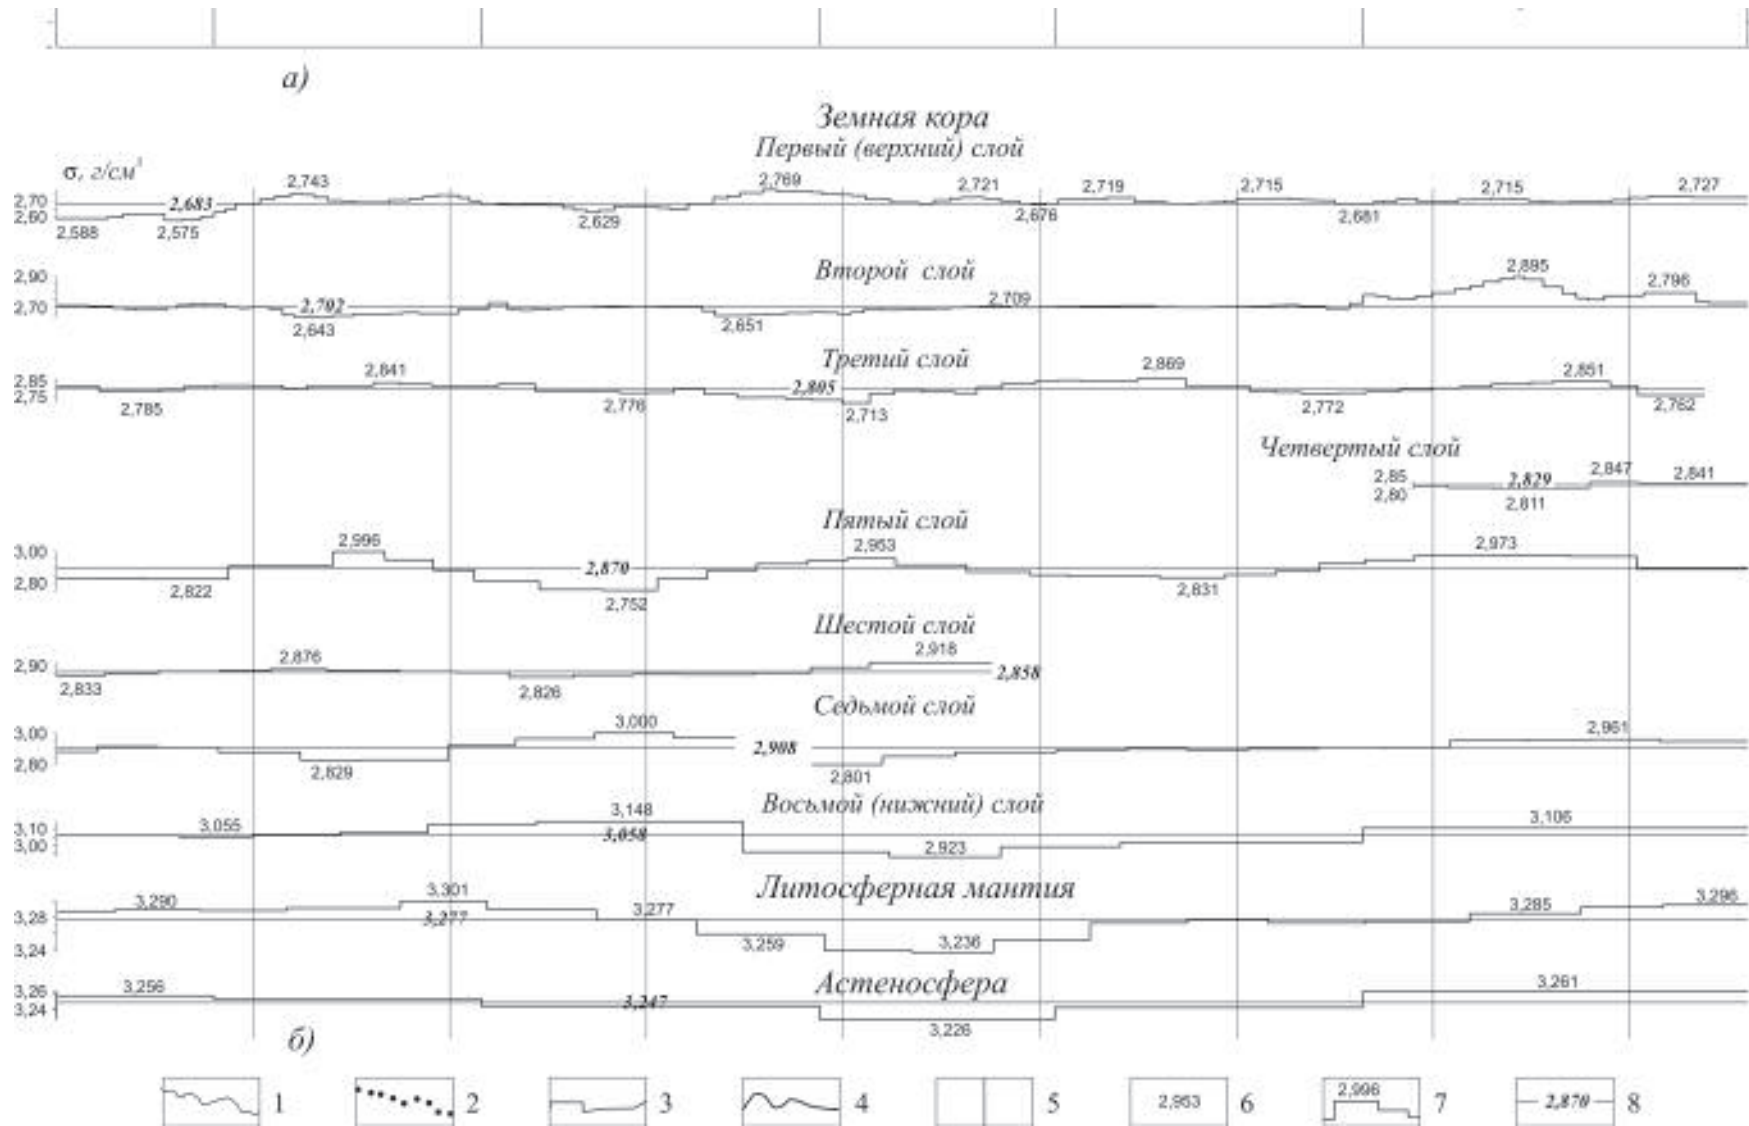 а)
Земная кора
Первый (верхний) слой
σ, г/см³
2,743 2,769 2,721 2,719 2,715 2,715 2,727
2,70 2,683
2,60
2,588 2,575 2,629 2,676 2,681
Второй слой
2,90 2,895 2,796
2,70 2,702 2,709
2,643 2,651
Третий слой
2,841 2,869 2,851
2,85 2,805
2,75
2,785 2,776 2,713 2,772 2,762
Четвертый слой
2,85 2,829 2,847 2,841
2,80 2,811
Пятый слой
3,00 2,996 2,953 2,973
2,870
2,80 2,822 2,752 2,831
Шестой слой
2,90 2,876 2,918
2,858
2,833 2,826
Седьмой слой
3,00 3,000 2,961
2,908
2,80 2,829 2,801
Восьмой (нижний) слой
3,10 3,055 3,148 3,106
3,058
3,00 2,923
Литосферная мантия
3,290 3,301 3,277 3,285 3,296
3,28 3,277
3,24 3,259 3,236
Астеносфера
3,26 3,256 3,261
3,24 3,247
3,226
б)
1 2 3 4 5 2,953 6 2,996 7 2,870 8